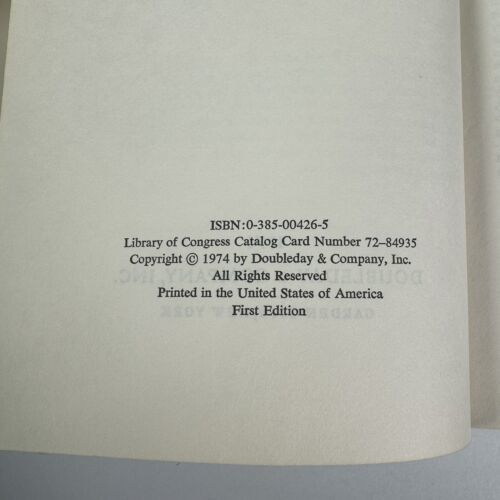 ISBN:0-385-00426-5
Library of Congress Catalog Card Number 72–84935
Copyright © 1974 by Doubleday & Company, Inc.
All Rights Reserved
Printed in the United States of America
First Edition